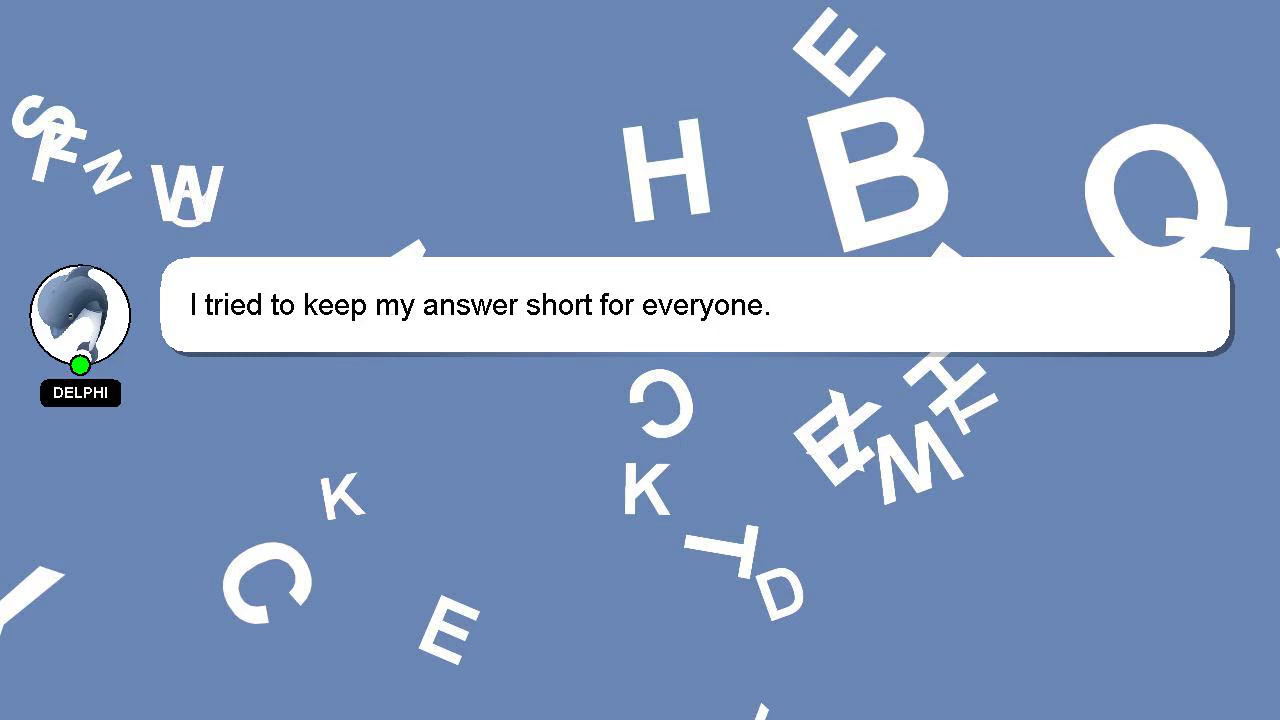 E
S
F
N
W
H
B
Q
I tried to keep my answer short for everyone.
DELPHI
C
H
E
M
K
K
T
D
C
E